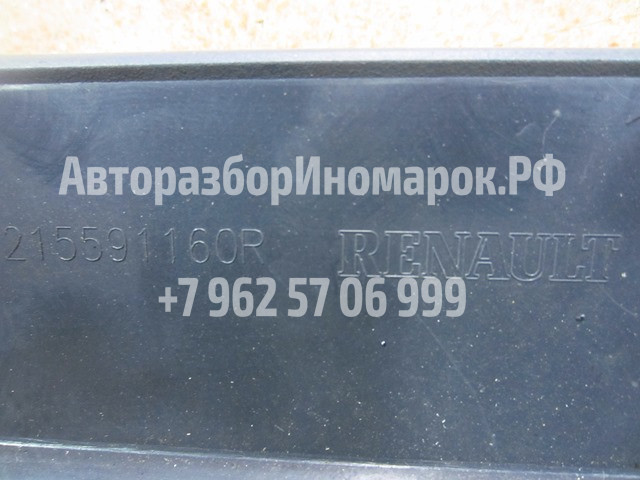 АвторазборИномарок.РФ
215591160R RENAULT
+7 962 57 06 999